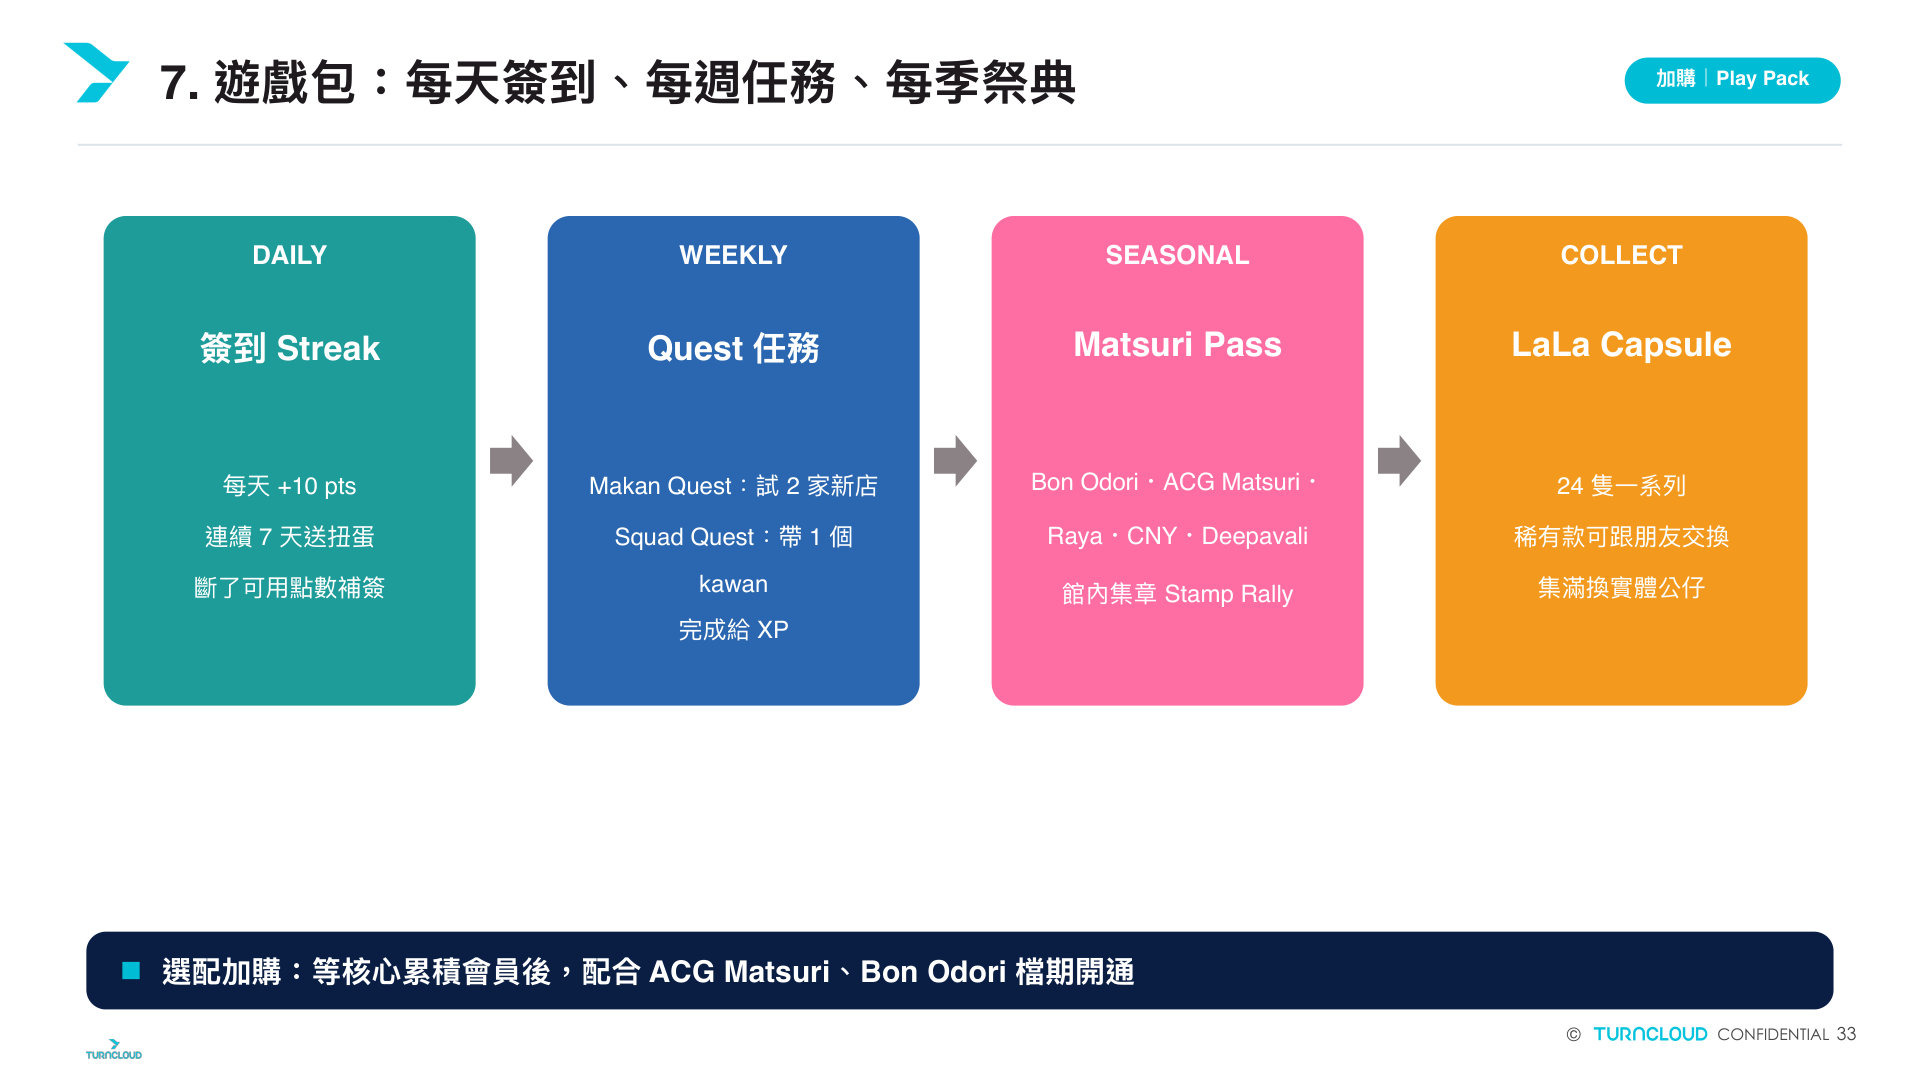 7. 遊戲包：每天簽到、每週任務、每季祭典
加購｜Play Pack
DAILY
簽到 Streak
每天 +10 pts
連續 7 天送扭蛋
斷了可用點數補簽
WEEKLY
Quest 任務
Makan Quest：試 2 家新店
Squad Quest：帶 1 個
kawan
完成給 XP
SEASONAL
Matsuri Pass
Bon Odori・ACG Matsuri・
Raya・CNY・Deepavali
館內集章 Stamp Rally
COLLECT
LaLa Capsule
24 隻一系列
稀有款可跟朋友交換
集滿換實體公仔
選配加購：等核心累積會員後，配合 ACG Matsuri、Bon Odori 檔期開通
TURNCLOUD
© TURNCLOUD CONFIDENTIAL 33